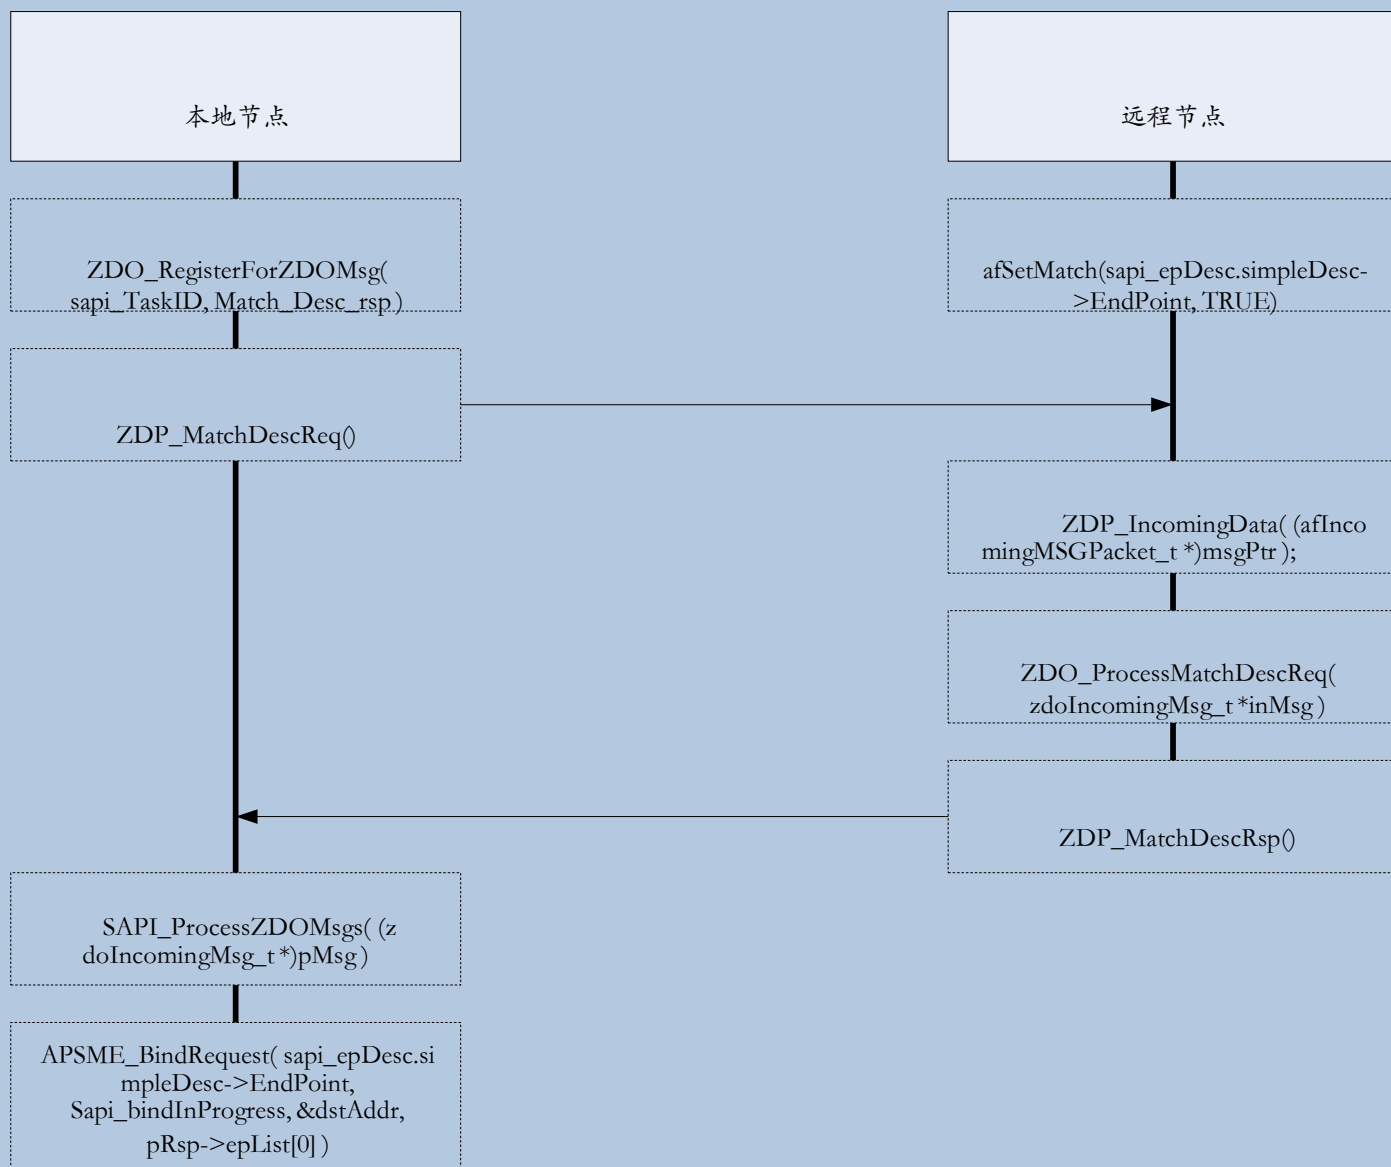 本地节点
远程节点
ZDO_RegisterForZDOMsg(
sapi_TaskID, Match_Desc_rsp )
afSetMatch(sapi_epDesc.simpleDesc-
>EndPoint, TRUE)
ZDP_MatchDescReq()
ZDP_IncomingData( (afInco
mingMSGPacket_t *)msgPtr );
ZDO_ProcessMatchDescReq(
zdoIncomingMsg_t *inMsg )
ZDP_MatchDescRsp()
SAPI_ProcessZDOMsgs( (z
doIncomingMsg_t *)pMsg )
APSME_BindRequest( sapi_epDesc.si
mpleDesc->EndPoint,
Sapi_bindInProgress, &dstAddr,
pRsp->epList[0] )